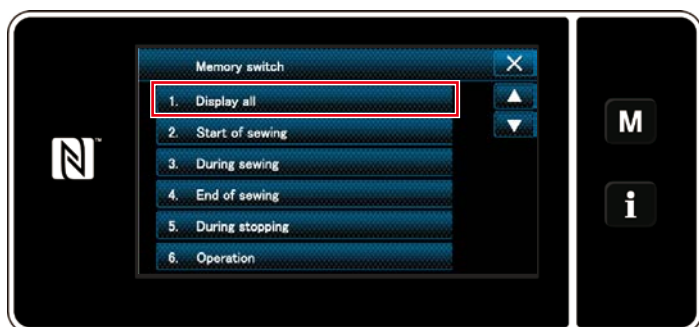 Memory switch
1. Display all
2. Start of sewing
3. During sewing
4. End of sewing
5. During stopping
6. Operation
M
i